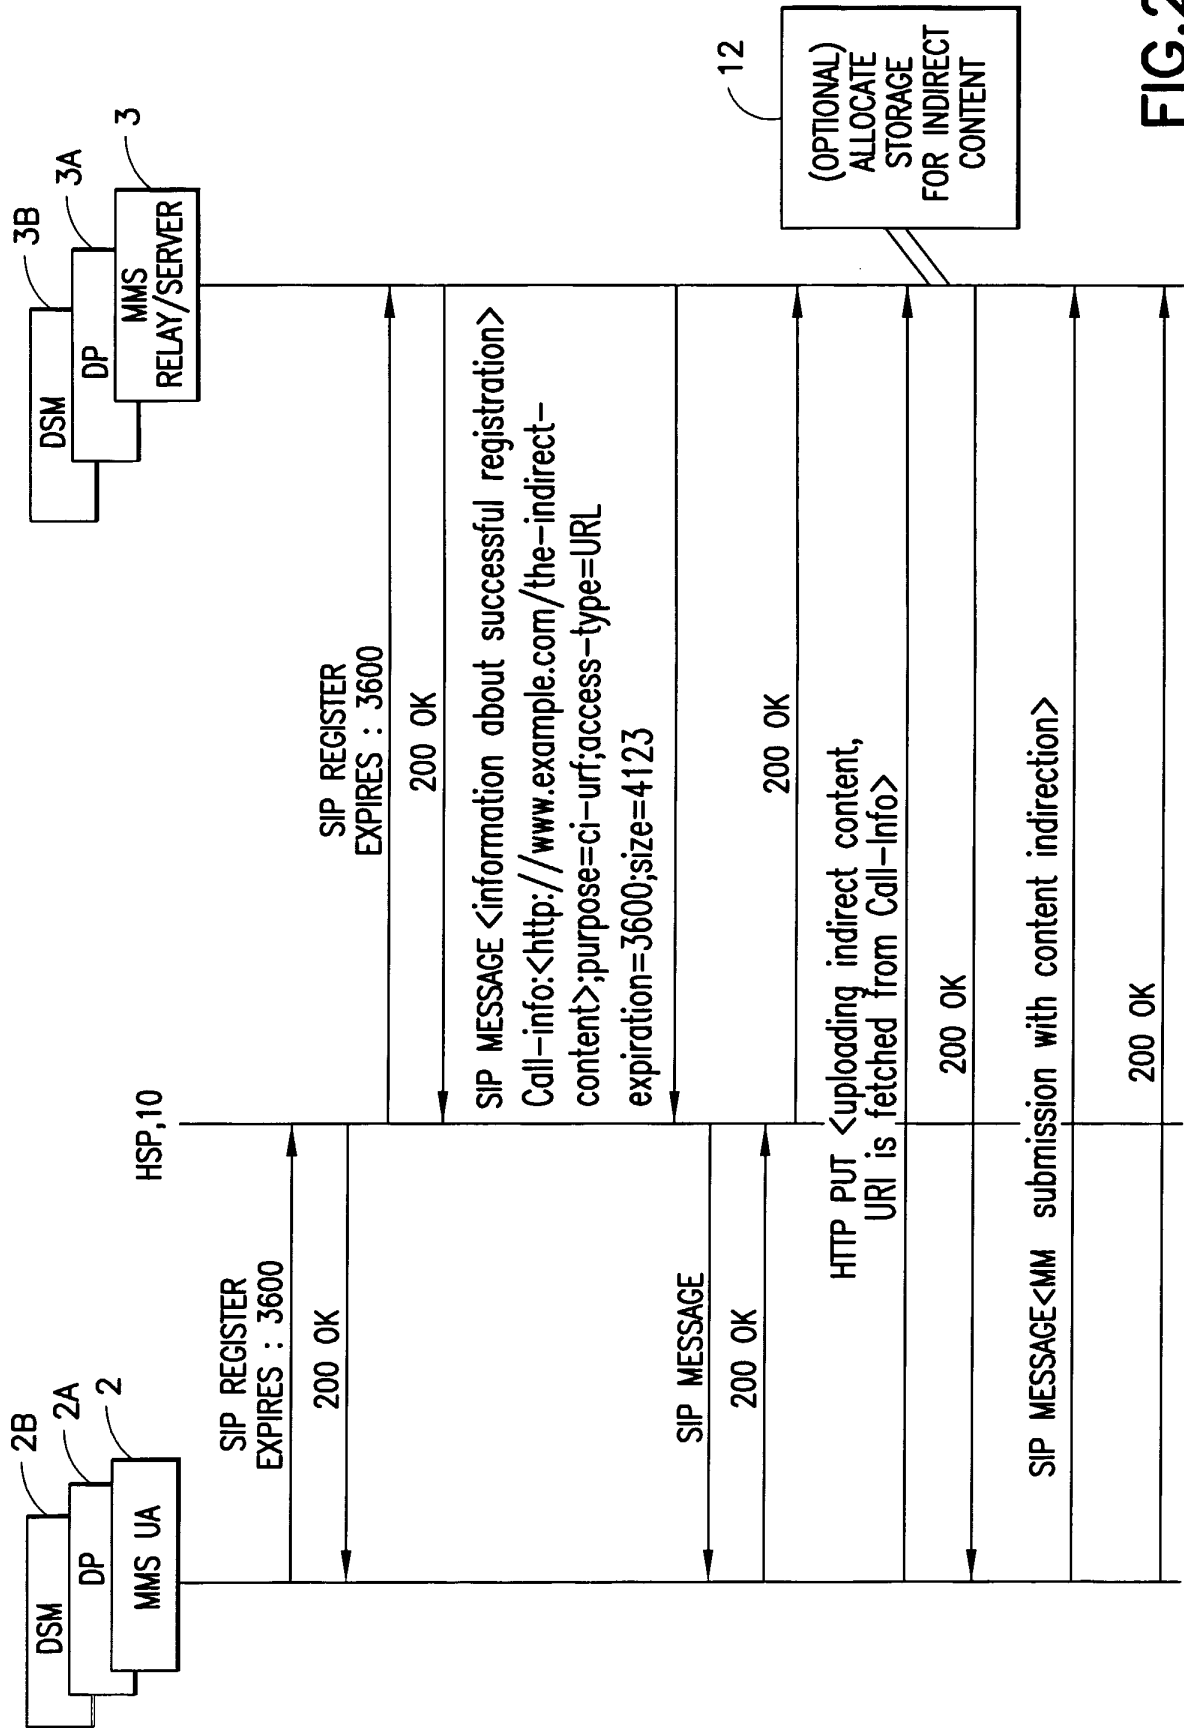 2B
DSM
2A
DP
2
MMS UA
HSP,10
3B
DSM
3A
DP
3
MMS
RELAY/SERVER
SIP REGISTER
EXPIRES : 3600
200 OK
SIP REGISTER
EXPIRES : 3600
200 OK
SIP MESSAGE <information about successful registration>
Call-info:<http://www.example.com/the-indirect-
content>;purpose=ci-urf;access-type=URL
expiration=3600;size=4123
SIP MESSAGE
200 OK
200 OK
HTTP PUT <uploading indirect content,
URI is fetched from Call-Info>
12
(OPTIONAL)
ALLOCATE
STORAGE
FOR INDIRECT
CONTENT
200 OK
SIP MESSAGE<MM submission with content indirection>
200 OK